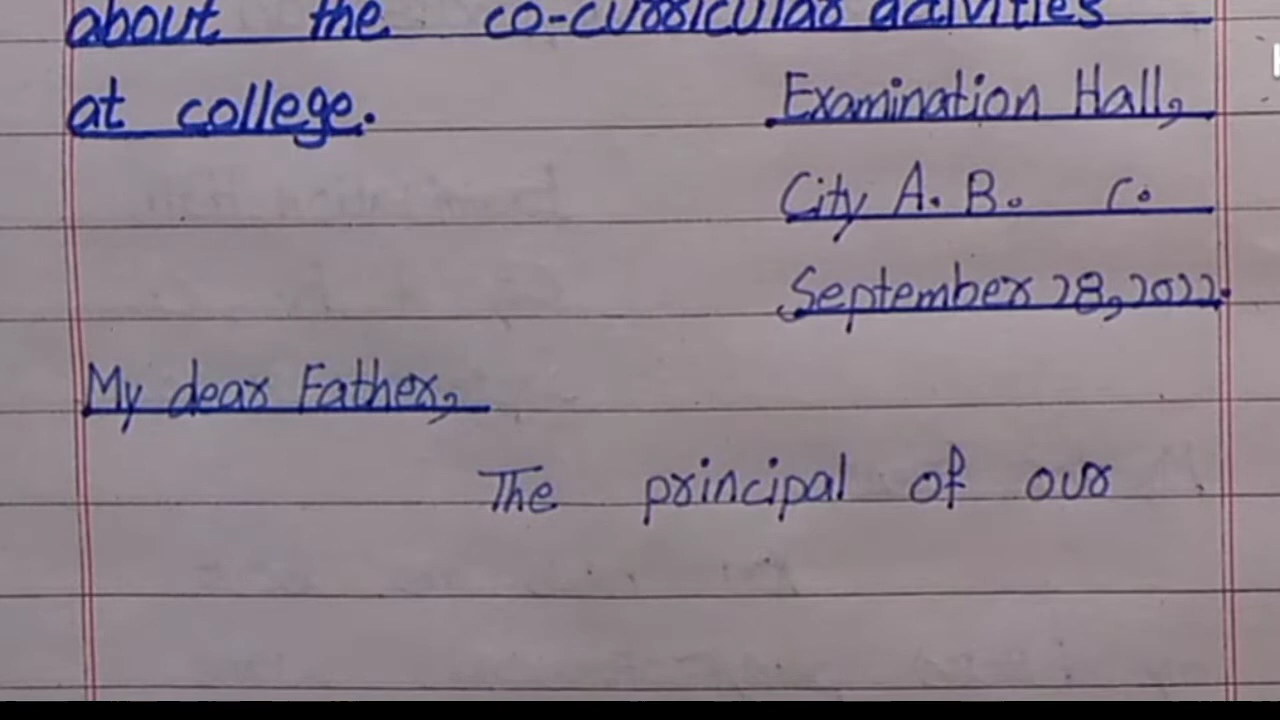 about the co-curricular activities
at college.
Examination Hall,
City A. B. C.
September 28, 2022.
My dear Father,
The principal of our